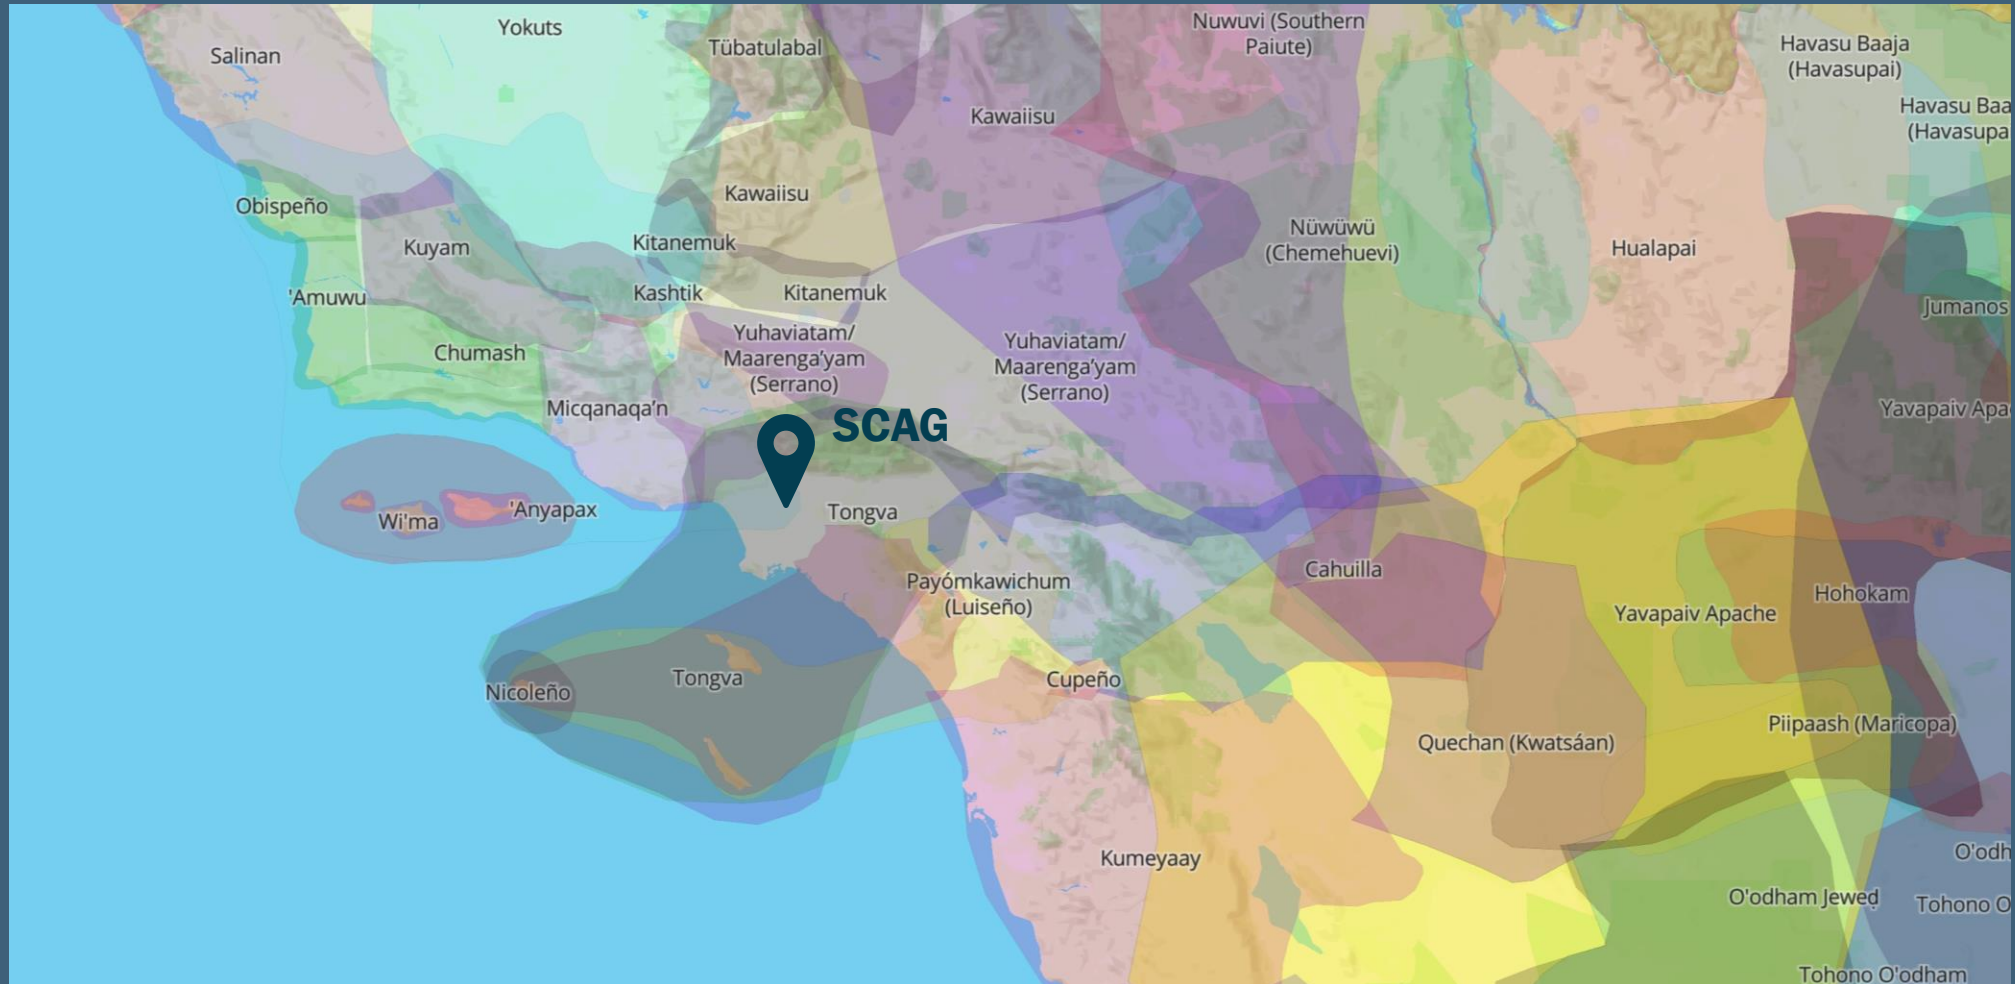 Yokuts
Nuwuvi (Southern
Paiute)
Salinan
Tübatulabal
Havasu Baaja
(Havasupai)
Kawaiisu
Havasu Baa
(Havasupa
Kawaiisu
Obispeño
Kuyam
Kitanemuk
Nüwüwü
(Chemehuevi)
Hualapai
'Amuwu
Kashtik
Kitanemuk
Jumanos
Yuhaviatam/
Maarenga'yam
(Serrano)
Yuhaviatam/
Maarenga'yam
(Serrano)
Chumash
Micqanaqa'n
Yavapaiv Apa
SCAG
Wi'ma
'Anyapax
Tongva
Cahuilla
Payómkawichum
(Luiseño)
Hohokam
Yavapaiv Apache
Tongva
Nicoleño
Cupeño
Piipaash (Maricopa)
Quechan (Kwatsáan)
Kumeyaay
O'odh
O'odham Jeweḍ
Tohono O
Tohono O'odham